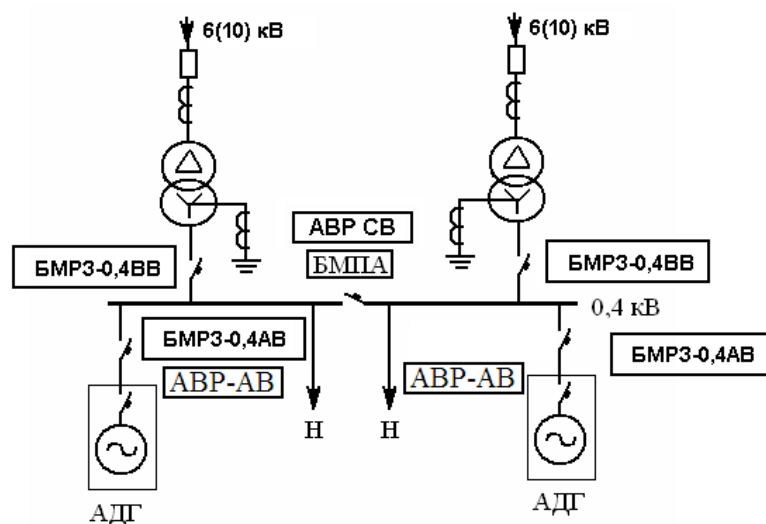 6(10) кВ
6(10) кВ
АВР СВ
БМПА
БМРЗ-0,4ВВ
БМРЗ-0,4ВВ
0,4 кВ
БМРЗ-0,4АВ
БМРЗ-0,4АВ
АВР-АВ
АВР-АВ
Н
Н
АДГ
АДГ